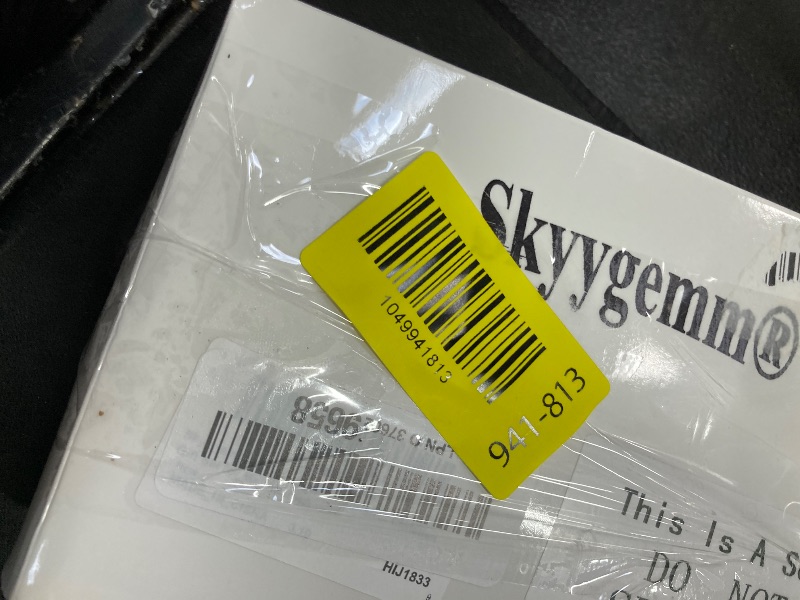 Skyygemm®
1049941813
941-813
HIJ1833
This Is A
DO NOT